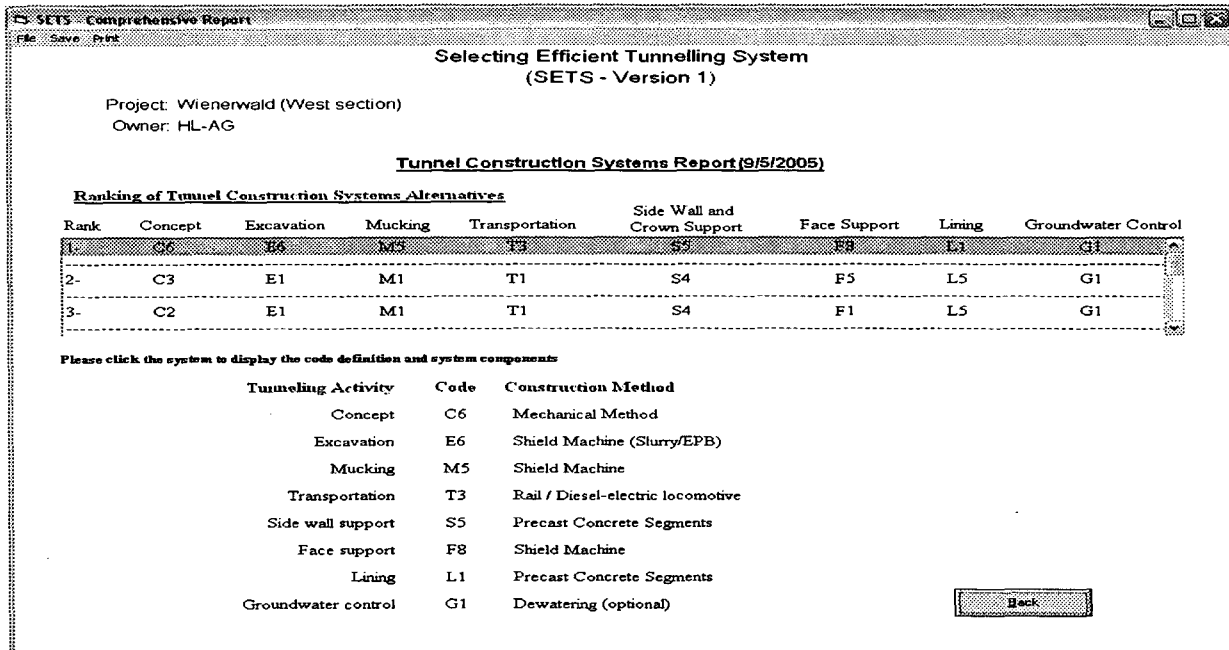 SETS - Comprehensive Report
File Save Print
Selecting Efficient Tunnelling System
(SETS - Version 1)
Project: Wienerwald (West section)
Owner: HL-AG
Tunnel Construction Systems Report (9/5/2005)
Ranking of Tunnel Construction Systems Alternatives
Rank Concept Excavation Mucking Transportation Side Wall and Crown Support Face Support Lining Groundwater Control
1- C6 E6 M5 T3 S5 F8 L1 G1
2- C3 E1 M1 T1 S4 F5 L5 G1
3- C2 E1 M1 T1 S4 F1 L5 G1
Please click the system to display the code definition and system components
Tunneling Activity Code Construction Method
Concept C6 Mechanical Method
Excavation E6 Shield Machine (Slurry/EPB)
Mucking M5 Shield Machine
Transportation T3 Rail / Diesel-electric locomotive
Side wall support S5 Precast Concrete Segments
Face support F8 Shield Machine
Lining L1 Precast Concrete Segments
Groundwater control G1 Dewatering (optional)
Back